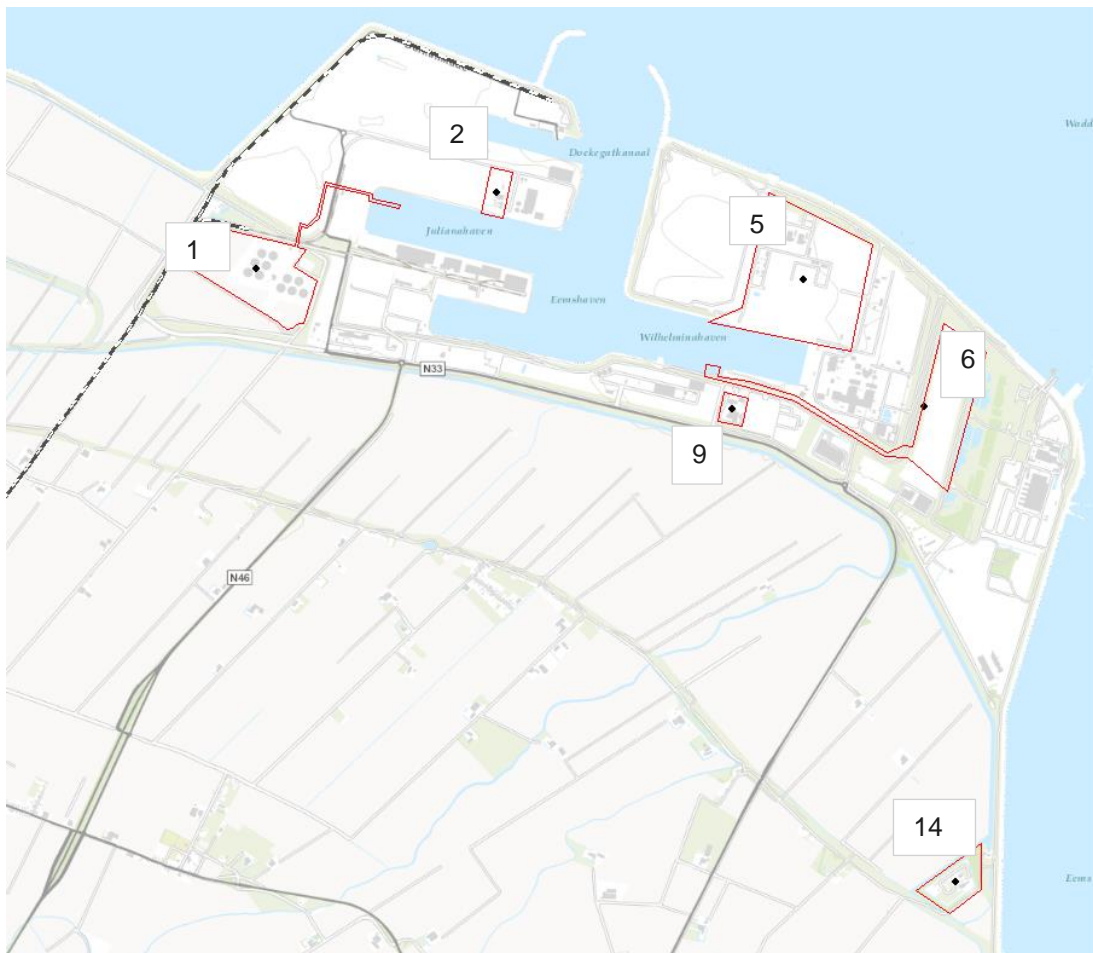 Wadd
2
Doekegatkanaal
5
1
Julianahaven
Eemshaven
Wilhelminahaven
6
N33
9
N46
14
Eems